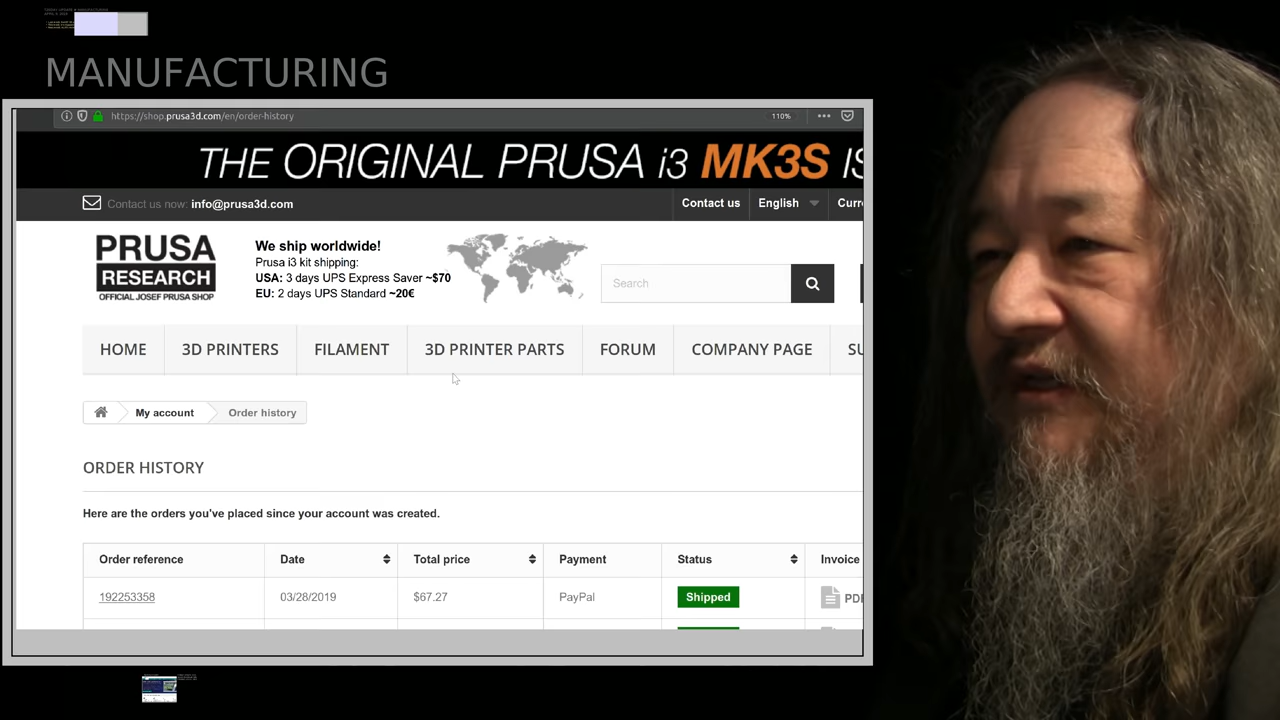 MANUFACTURING
https://shop.prusa3d.com/en/order-history
110%
THE ORIGINAL PRUSA i3 MK3S IS
Contact us now: info@prusa3d.com
Contact us
English
Curr
PRUSA
RESEARCH
OFFICIAL JOSEF PRUSA SHOP
We ship worldwide!
Prusa i3 kit shipping:
USA: 3 days UPS Express Saver ~$70
EU: 2 days UPS Standard ~20€
Search
HOME
3D PRINTERS
FILAMENT
3D PRINTER PARTS
FORUM
COMPANY PAGE
SU
My account
Order history
ORDER HISTORY
Here are the orders you've placed since your account was created.
Order reference
Date
Total price
Payment
Status
Invoice
192253358
03/28/2019
$67.27
PayPal
Shipped
PDF